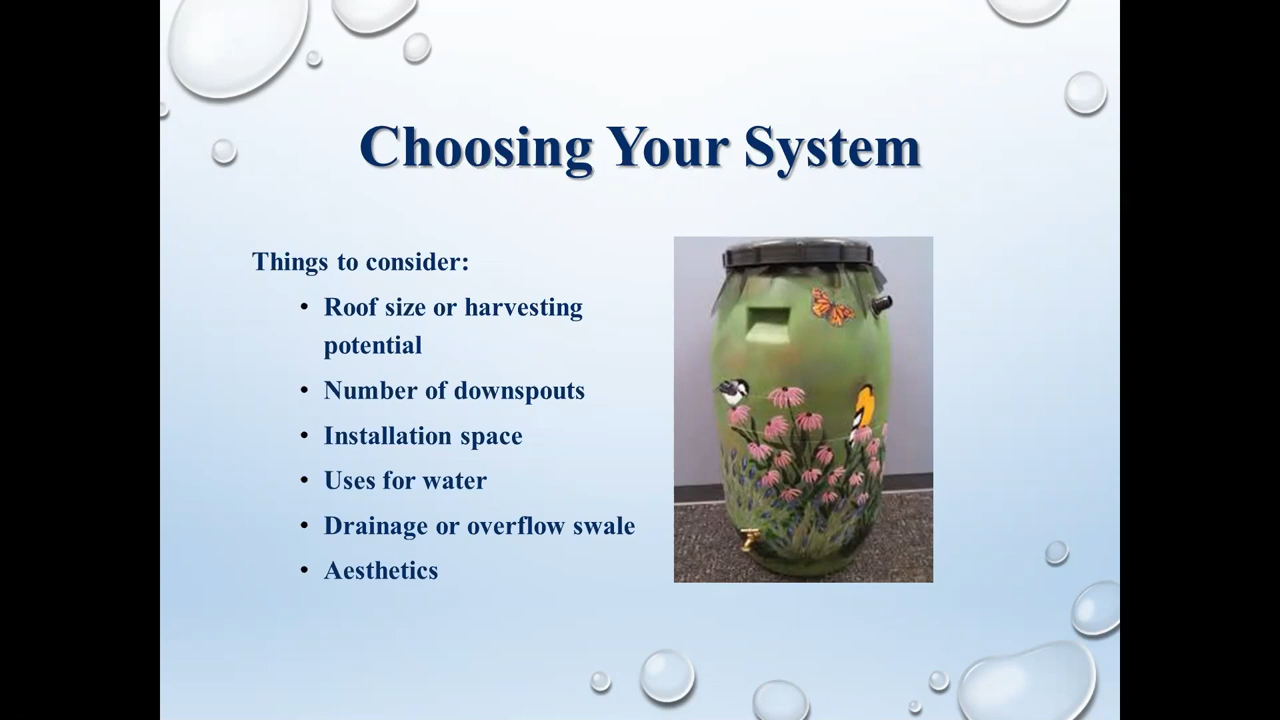 Choosing Your System
Things to consider:
• Roof size or harvesting
potential
• Number of downspouts
• Installation space
• Uses for water
• Drainage or overflow swale
• Aesthetics